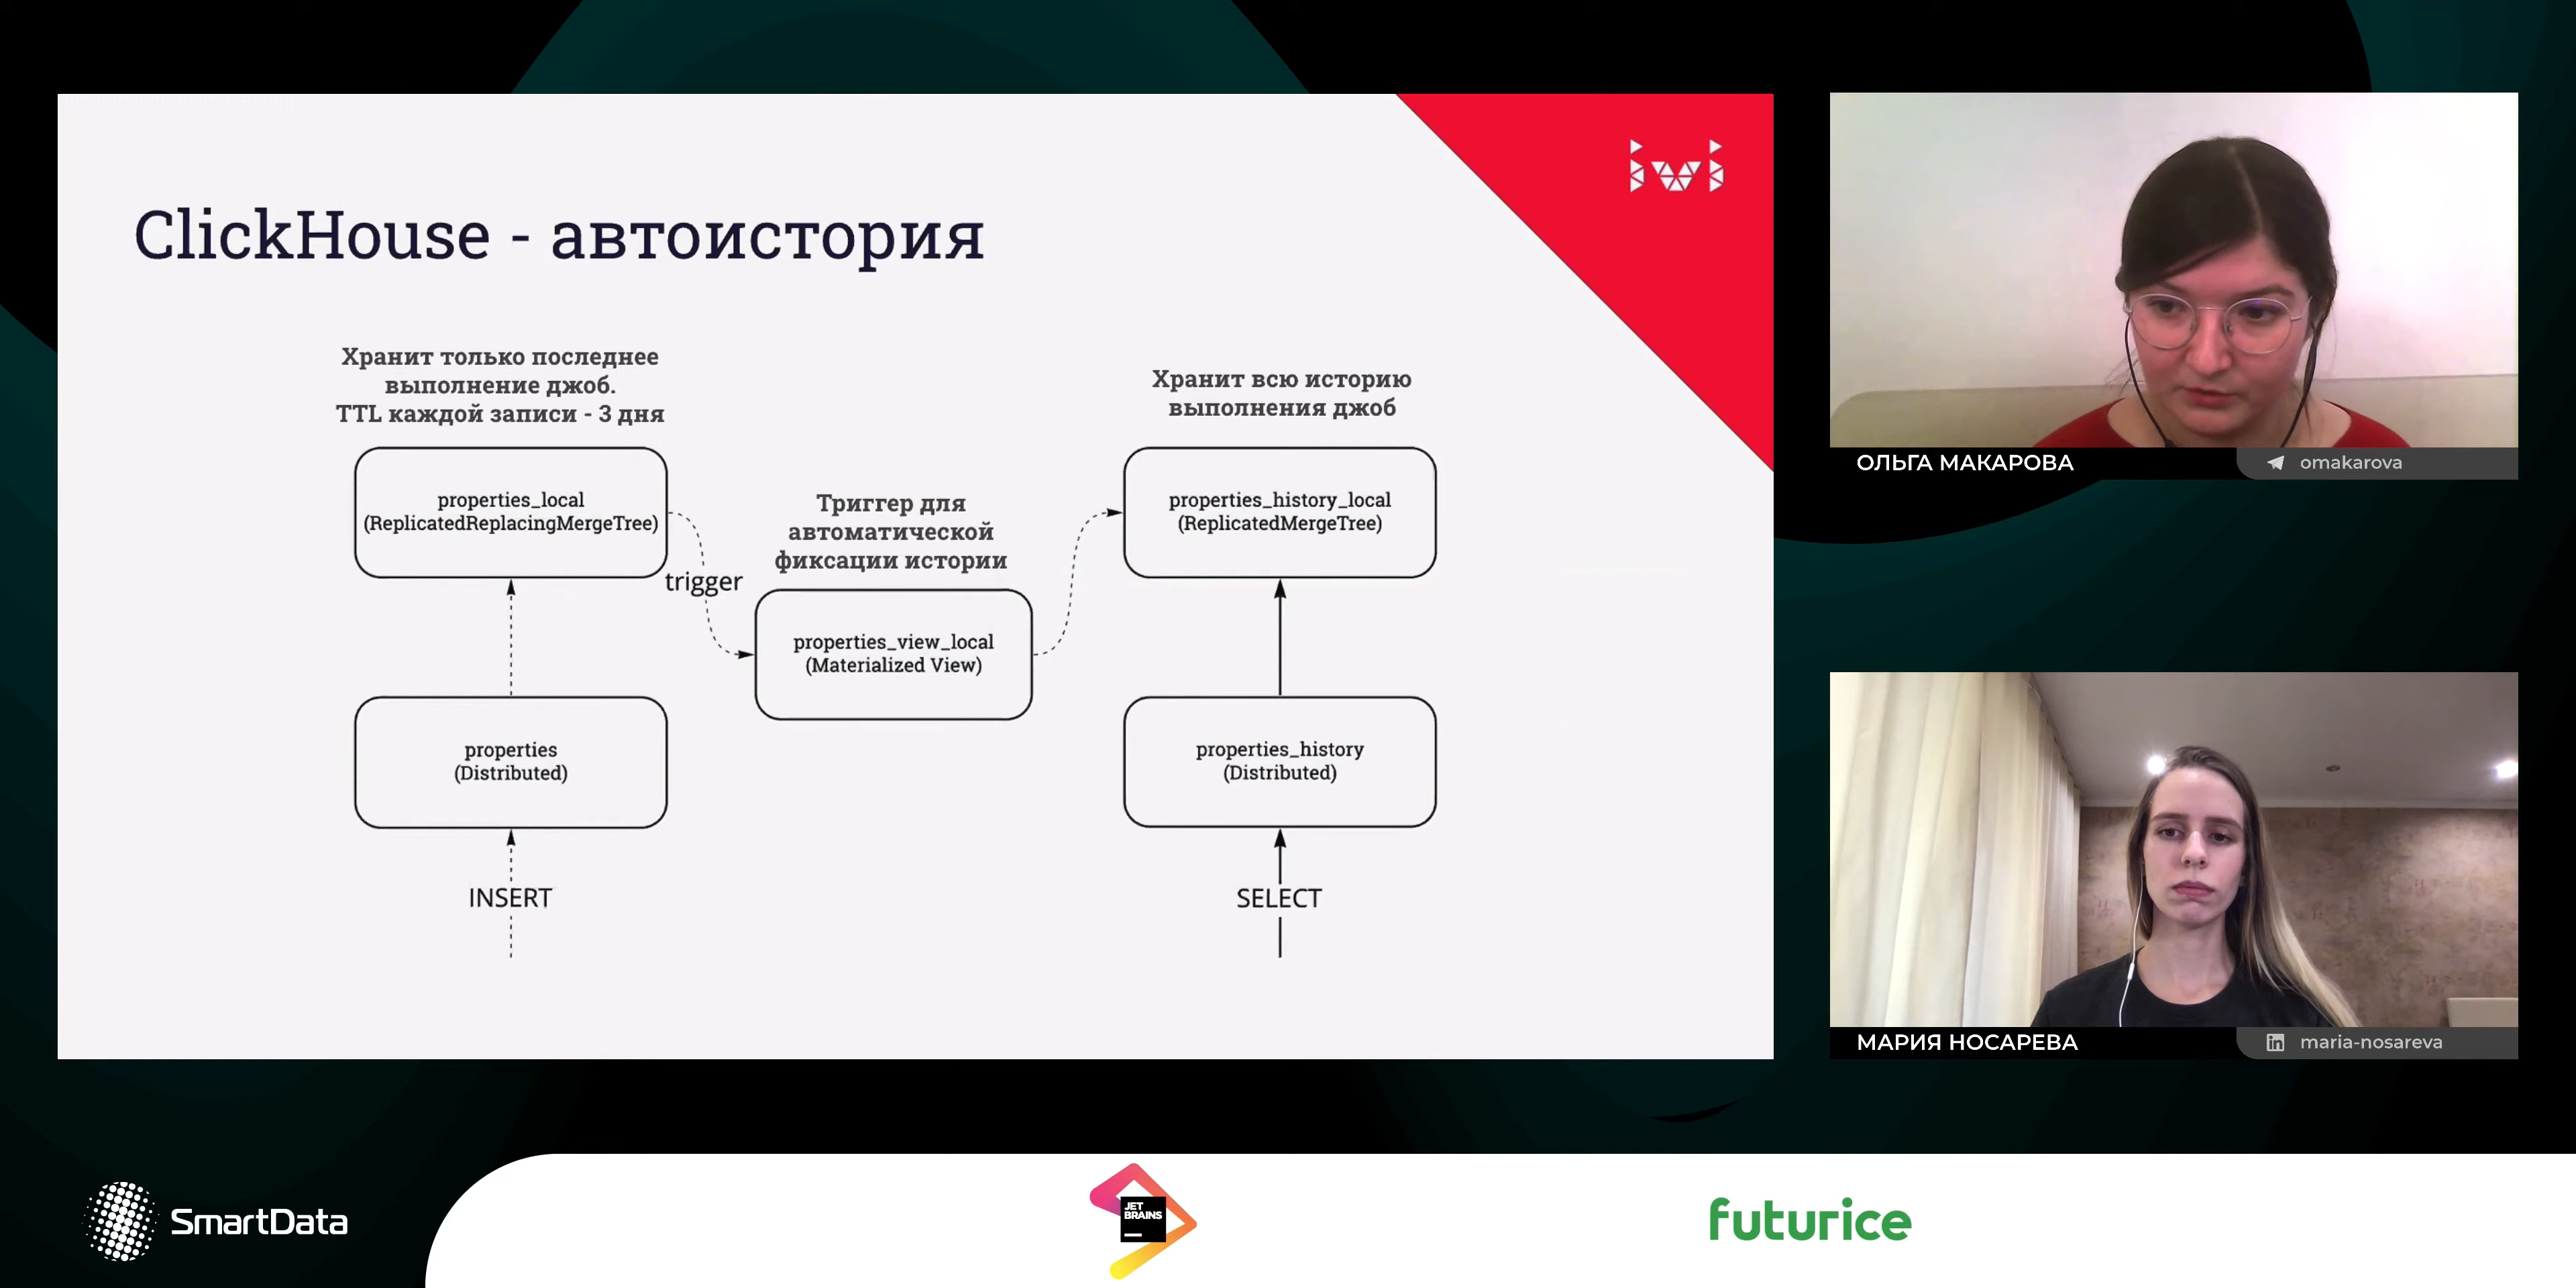 ivi
ClickHouse - автоистория
Хранит только последнее
выполнение джоб.
TTL каждой записи - 3 дня
properties_local
(ReplicatedReplacingMergeTree)
trigger
Триггер для
автоматической
фиксации истории
properties_view_local
(Materialized View)
Хранит всю историю
выполнения джоб
properties_history_local
(ReplicatedMergeTree)
properties
(Distributed)
properties_history
(Distributed)
INSERT
SELECT
ОЛЬГА МАКАРОВА
omakarova
МАРИЯ НОСАРЕВА
in
maria-nosareva
SmartData
JET
BRAINS
futurice